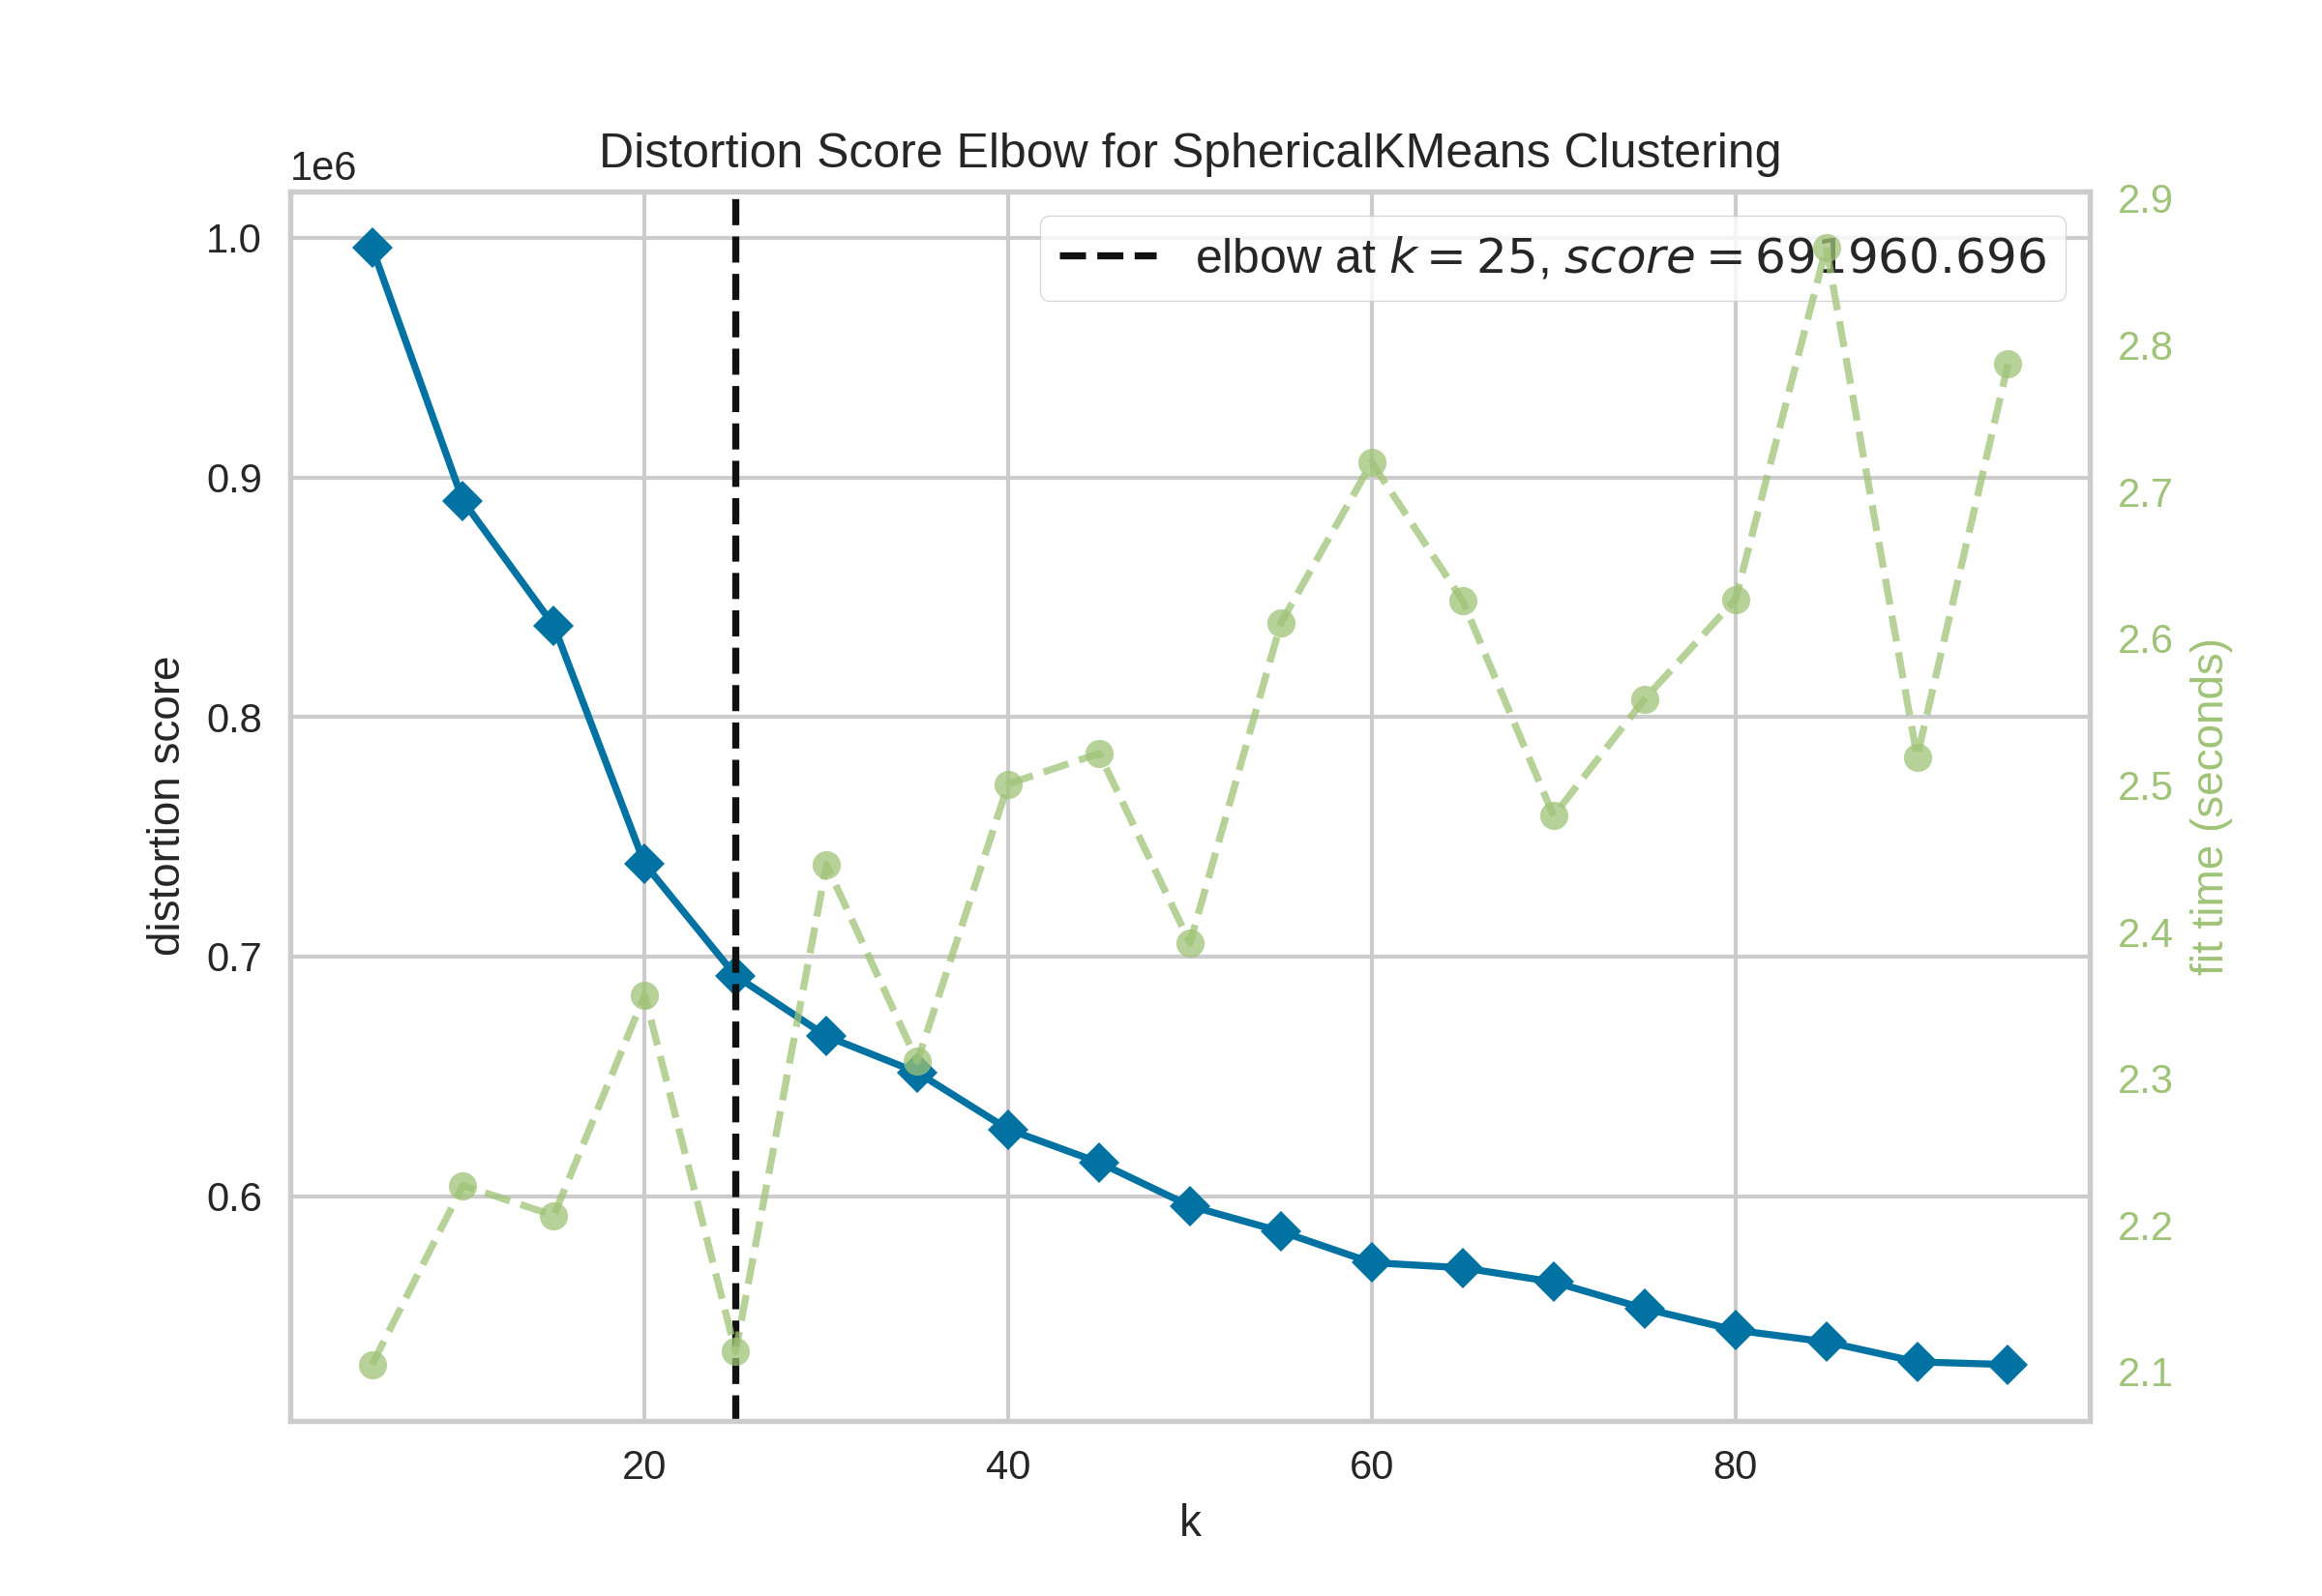 Distortion Score Elbow for SphericalKMeans Clustering
1e6
elbow at k = 25, score = 691960.696
1.0
0.9
0.8
0.7
0.6
distortion score
2.9
2.8
2.7
2.6
2.5
2.4
2.3
2.2
2.1
fit time (seconds)
20 40 60 80
k